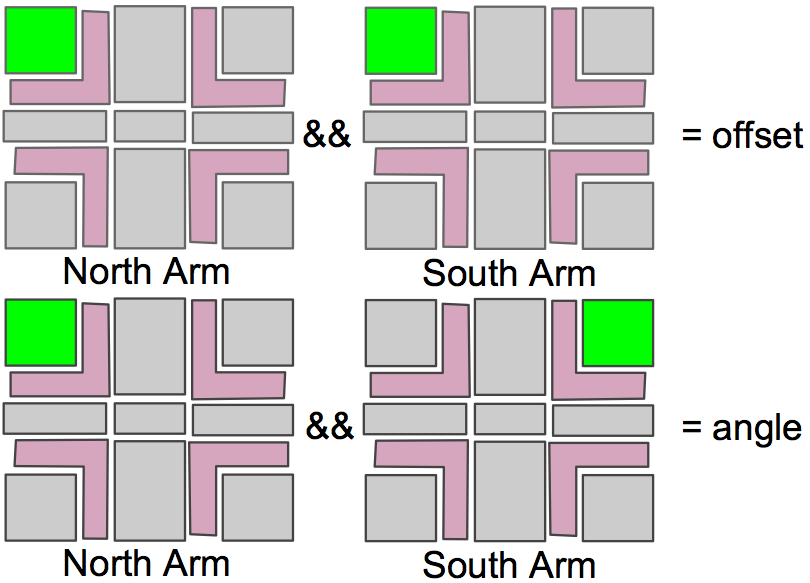 && = offset
North Arm South Arm
&& = angle
North Arm South Arm